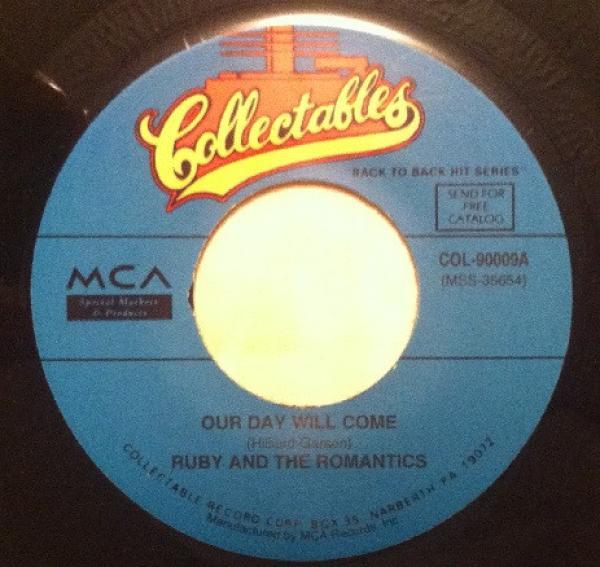 Collectables
BACK TO BACK HIT SERIES
SEND FOR
FREE
CATALOG
COL-90009A
(MSS-35654)
MCA
Special Markets
& Products
OUR DAY WILL COME
(Hilliard-Garson)
RUBY AND THE ROMANTICS
COLLECTABLE RECORD CORP. BOX 35, NARBERTH PA 19072
Manufactured by MCA Records, Inc